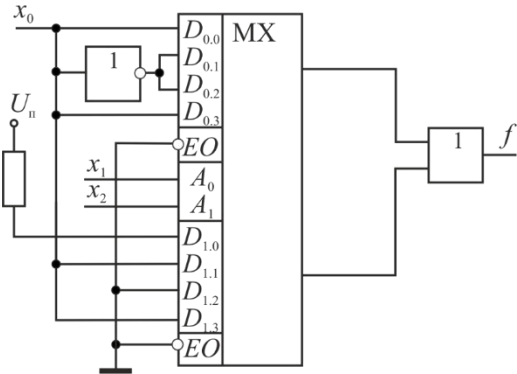 x₀
D₀.₀ MX
1 D₀.₁
D₀.₂
Uп D₀.₃
EO
1 f
x₁ A₀
x₂ A₁
D₁.₀
D₁.₁
D₁.₂
D₁.₃
EO